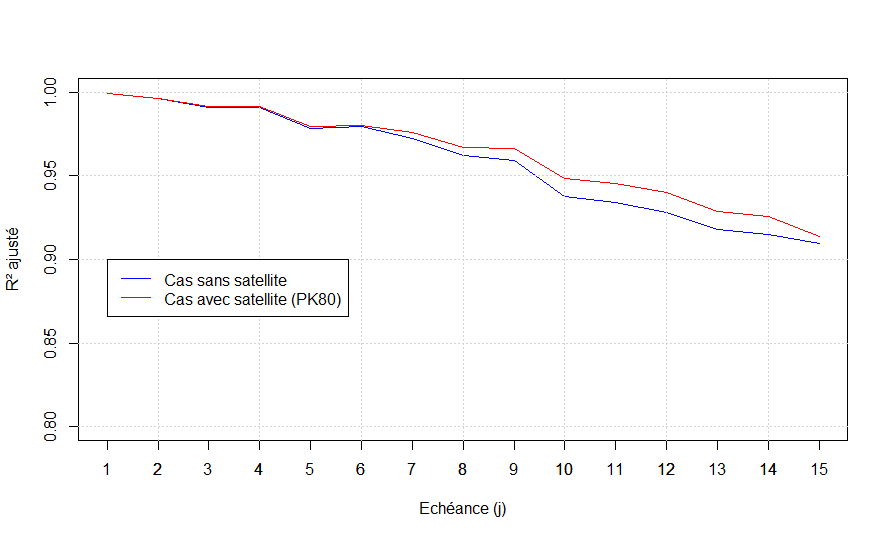 1.00
0.95
0.90
0.85
0.80
R² ajusté
Cas sans satellite
Cas avec satellite (PK80)
1 2 3 4 5 6 7 8 9 10 11 12 13 14 15
Echéance (j)